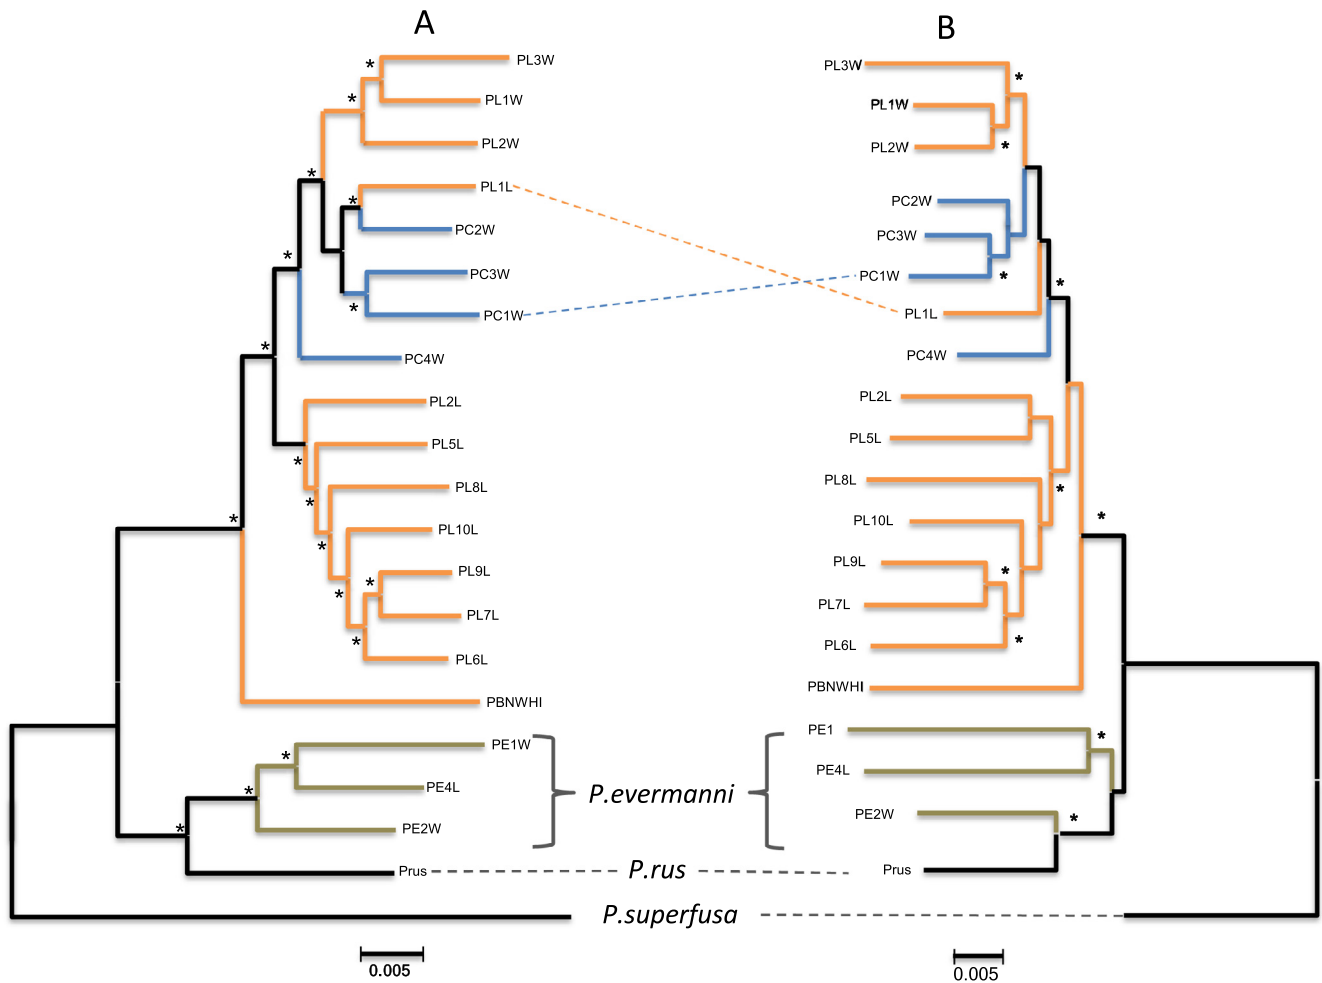 A
PL3W
*
*
PL1W
PL2W
*
PL1L
*
PC2W
*
PC3W
*
PC1W
*
PC4W
PL2L
*
PL5L
*
PL8L
*
PL10L
*
PL9L
*
PL7L
*
PL6L
*
PBNWHI
PE1W
*
PE4L
*
PE2W
*
Prus
0.005
B
PL3W
*
PL1W
PL2W
*
PC2W
PC3W
PC1W
*
PL1L
*
PC4W
PL2L
PL5L
PL8L
*
PL10L
*
PL9L
*
PL7L
PL6L
*
PBNWHI
PE1
*
PE4L
PE2W
*
Prus
0.005
P.evermanni
P.rus
P.superfusa